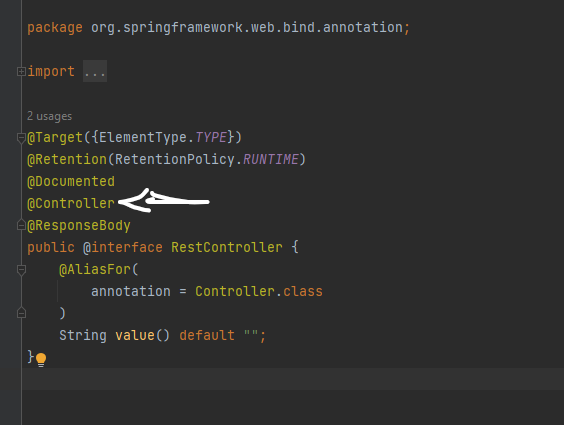 package org.springframework.web.bind.annotation;
import ...
2 usages
@Target({ElementType.TYPE})
@Retention(RetentionPolicy.RUNTIME)
@Documented
@Controller
@ResponseBody
public @interface RestController {
@AliasFor(
annotation = Controller.class
)
String value() default "";
}